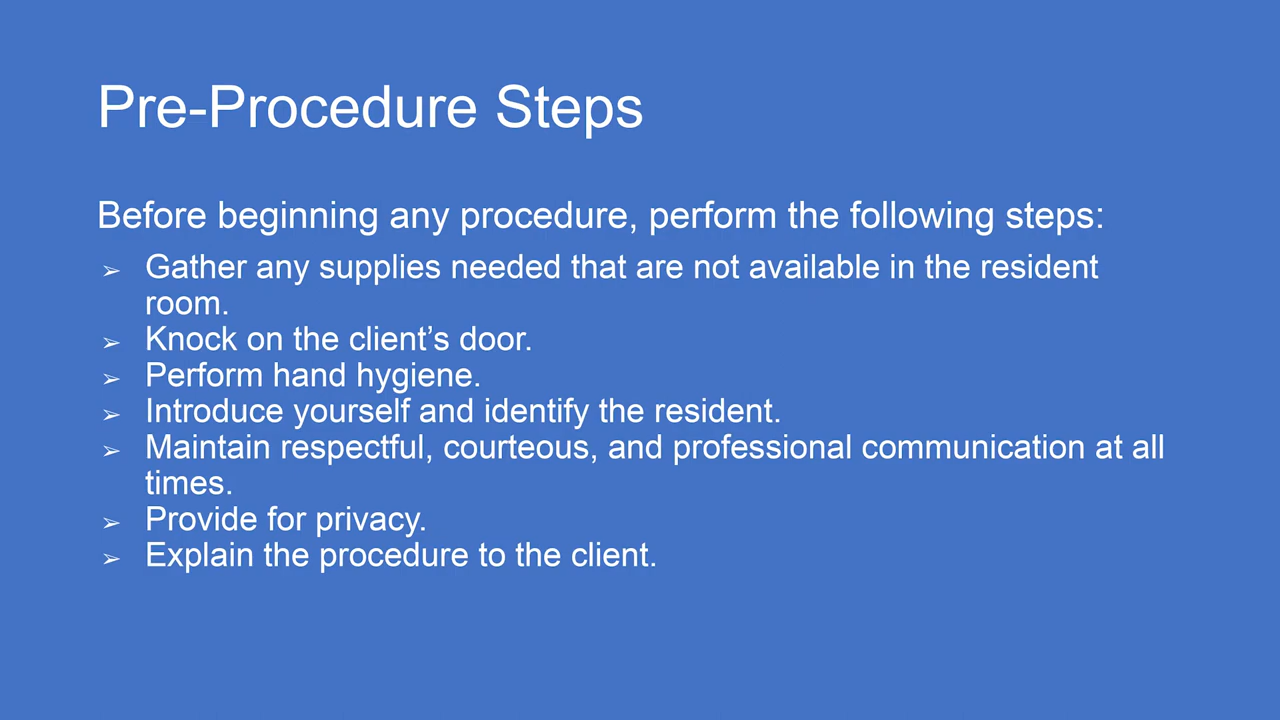 Pre-Procedure Steps
Before beginning any procedure, perform the following steps:
➢ Gather any supplies needed that are not available in the resident
room.
➢ Knock on the client’s door.
➢ Perform hand hygiene.
➢ Introduce yourself and identify the resident.
➢ Maintain respectful, courteous, and professional communication at all
times.
➢ Provide for privacy.
➢ Explain the procedure to the client.